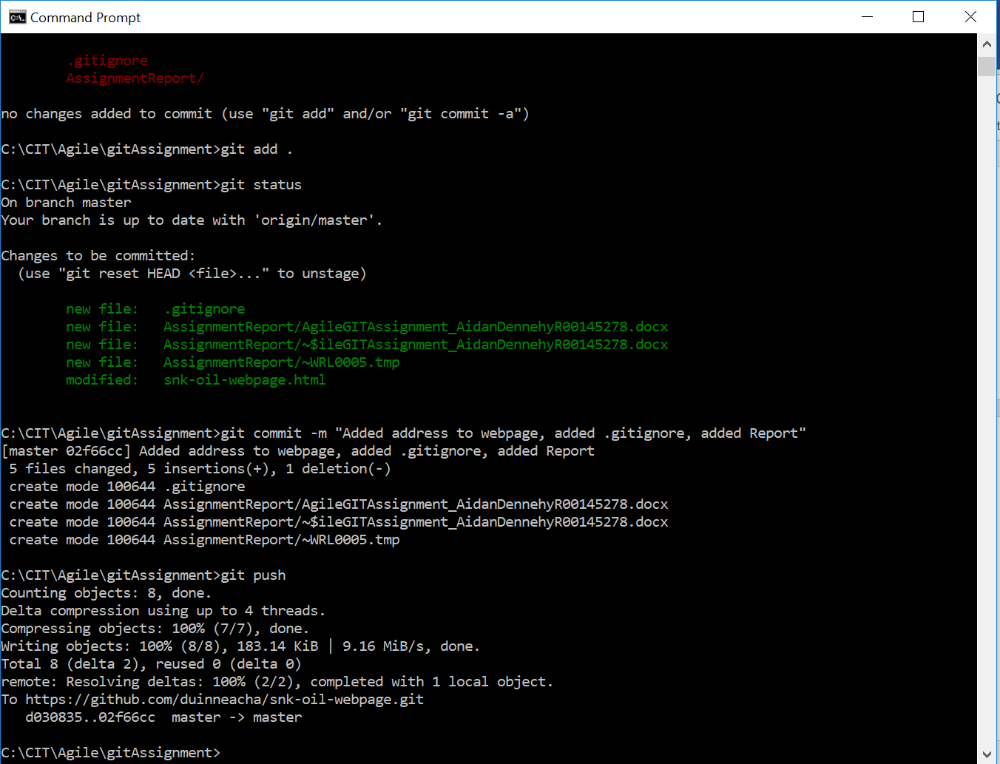 Command Prompt
.gitignore
AssignmentReport/
no changes added to commit (use "git add" and/or "git commit -a")
C:\CIT\Agile\gitAssignment>git add .
C:\CIT\Agile\gitAssignment>git status
On branch master
Your branch is up to date with 'origin/master'.
Changes to be committed:
(use "git reset HEAD <file>..." to unstage)
new file:   .gitignore
new file:   AssignmentReport/AgileGITAssignment_AidanDennehyR00145278.docx
new file:   AssignmentReport/~$ileGITAssignment_AidanDennehyR00145278.docx
new file:   AssignmentReport/~WRL0005.tmp
modified:   snk-oil-webpage.html
C:\CIT\Agile\gitAssignment>git commit -m "Added address to webpage, added .gitignore, added Report"
[master 02f66cc] Added address to webpage, added .gitignore, added Report
5 files changed, 5 insertions(+), 1 deletion(-)
create mode 100644 .gitignore
create mode 100644 AssignmentReport/AgileGITAssignment_AidanDennehyR00145278.docx
create mode 100644 AssignmentReport/~$ileGITAssignment_AidanDennehyR00145278.docx
create mode 100644 AssignmentReport/~WRL0005.tmp
C:\CIT\Agile\gitAssignment>git push
Counting objects: 8, done.
Delta compression using up to 4 threads.
Compressing objects: 100% (7/7), done.
Writing objects: 100% (8/8), 183.14 KiB | 9.16 MiB/s, done.
Total 8 (delta 2), reused 0 (delta 0)
remote: Resolving deltas: 100% (2/2), completed with 1 local object.
To https://github.com/duinneacha/snk-oil-webpage.git
d030835..02f66cc  master -> master
C:\CIT\Agile\gitAssignment>